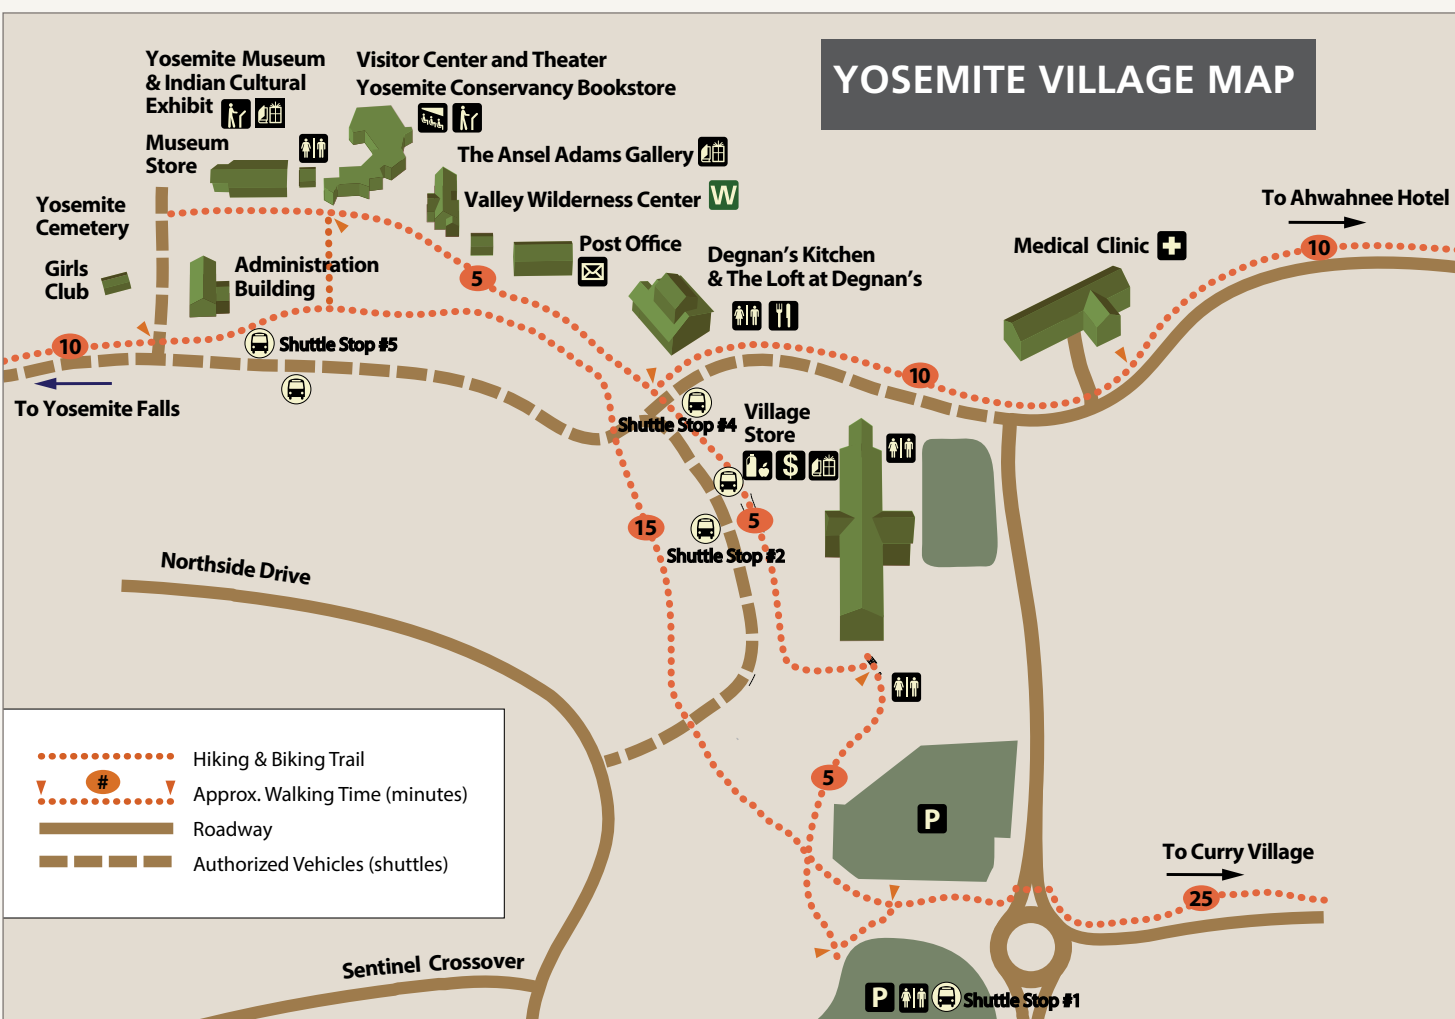 YOSEMITE VILLAGE MAP
Yosemite Museum
& Indian Cultural
Exhibit
Visitor Center and Theater
Yosemite Conservancy Bookstore
Museum
Store
The Ansel Adams Gallery
Valley Wilderness Center
W
Yosemite
Cemetery
To Ahwahnee Hotel
10
Medical Clinic
Post Office
Degnan's Kitchen
& The Loft at Degnan's
Girls
Club
Administration
Building
5
10
Shuttle Stop #5
To Yosemite Falls
10
Shuttle Stop #4
Village
Store
$
15
5
Shuttle Stop #2
Northside Drive
5
P
Hiking & Biking Trail
#
Approx. Walking Time (minutes)
Roadway
Authorized Vehicles (shuttles)
To Curry Village
25
Sentinel Crossover
P
Shuttle Stop #1